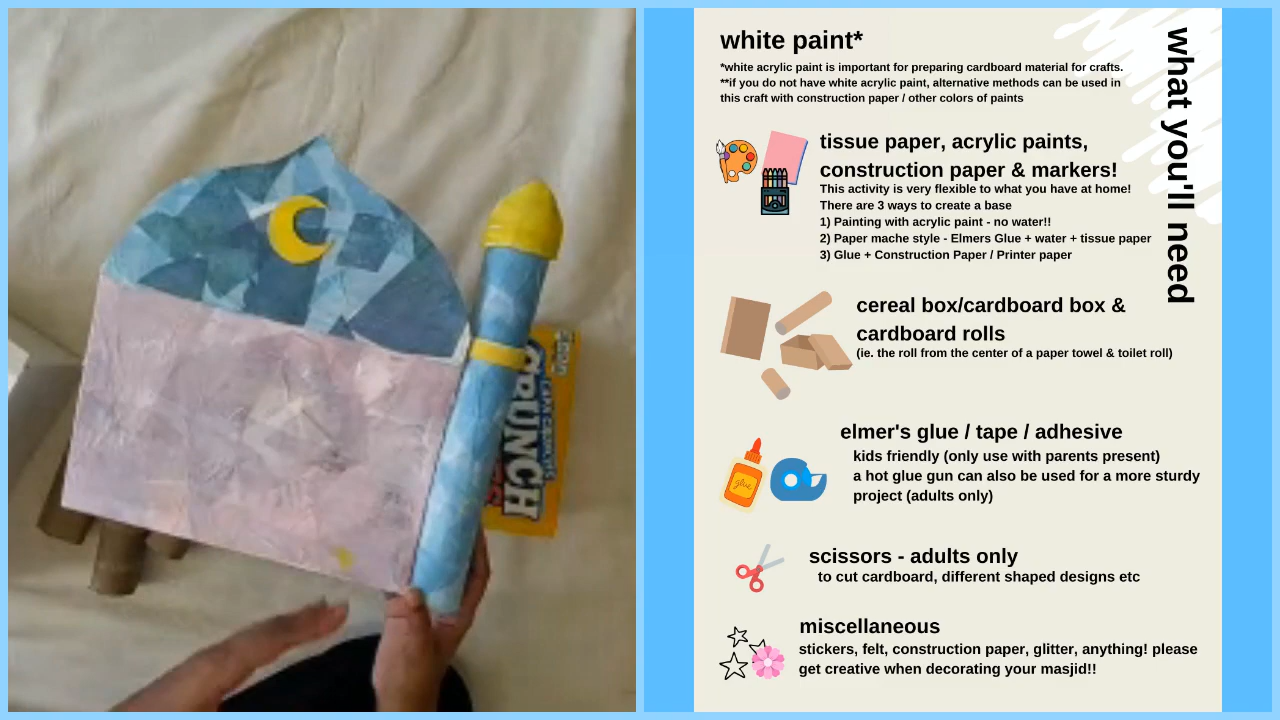 CRUNCH
white paint*
*white acrylic paint is important for preparing cardboard material for crafts.
**if you do not have white acrylic paint, alternative methods can be used in
this craft with construction paper / other colors of paints
what you'll need
tissue paper, acrylic paints,
construction paper & markers!
This activity is very flexible to what you have at home!
There are 3 ways to create a base
1) Painting with acrylic paint - no water!!
2) Paper mache style - Elmers Glue + water + tissue paper
3) Glue + Construction Paper / Printer paper
cereal box/cardboard box &
cardboard rolls
(ie. the roll from the center of a paper towel & toilet roll)
elmer's glue / tape / adhesive
kids friendly (only use with parents present)
a hot glue gun can also be used for a more sturdy
project (adults only)
glue
scissors - adults only
to cut cardboard, different shaped designs etc
miscellaneous
stickers, felt, construction paper, glitter, anything! please
get creative when decorating your masjid!!